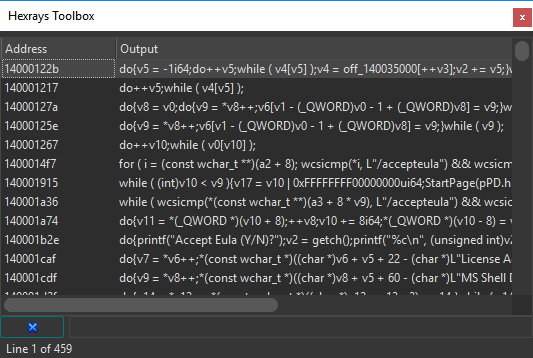 Hexrays Toolbox
x
Address Output
14000122b do{v5 = -1i64;do++v5;while ( v4[v5] );v4 = off_140035000[++v3];v2 += v5;}v
140001217 do++v5;while ( v4[v5] );
14000127a do{v8 = v0;do{v9 = *v8++;v6[v1 - (_QWORD)v0 - 1 + (_QWORD)v8] = v9;}w
14000125e do{v9 = *v8++;v6[v1 - (_QWORD)v0 - 1 + (_QWORD)v8] = v9;}while ( v9 );
140001267 do++v10;while ( v0[v10] );
1400014f7 for ( i = (const wchar_t **)(a2 + 8); wcsicmp(*i, L"/accepteula") && wcsicm
140001915 while ( (int)v10 < v9 ){v17 = v10 | 0xFFFFFFFF00000000ui64;StartPage(pPD.h
140001a36 while ( wcsicmp(*(const wchar_t **)(a3 + 8 * v9), L"/accepteula") && wcsic
140001a74 do{v11 = *(_QWORD *)(v10 + 8);++v8;v10 += 8i64;*(_QWORD *)(v10 - 8) = v
140001b2e do{printf("Accept Eula (Y/N)?");v2 = getch();printf("%c\n", (unsigned int)v2
140001caf do{v7 = *v6++;*(const wchar_t *)((char *)v6 + v5 + 22 - (char *)L"License A
140001cdf do{v9 = *v8++;*(const wchar_t *)((char *)v8 + v5 + 60 - (char *)L"MS Shell D
Line 1 of 459